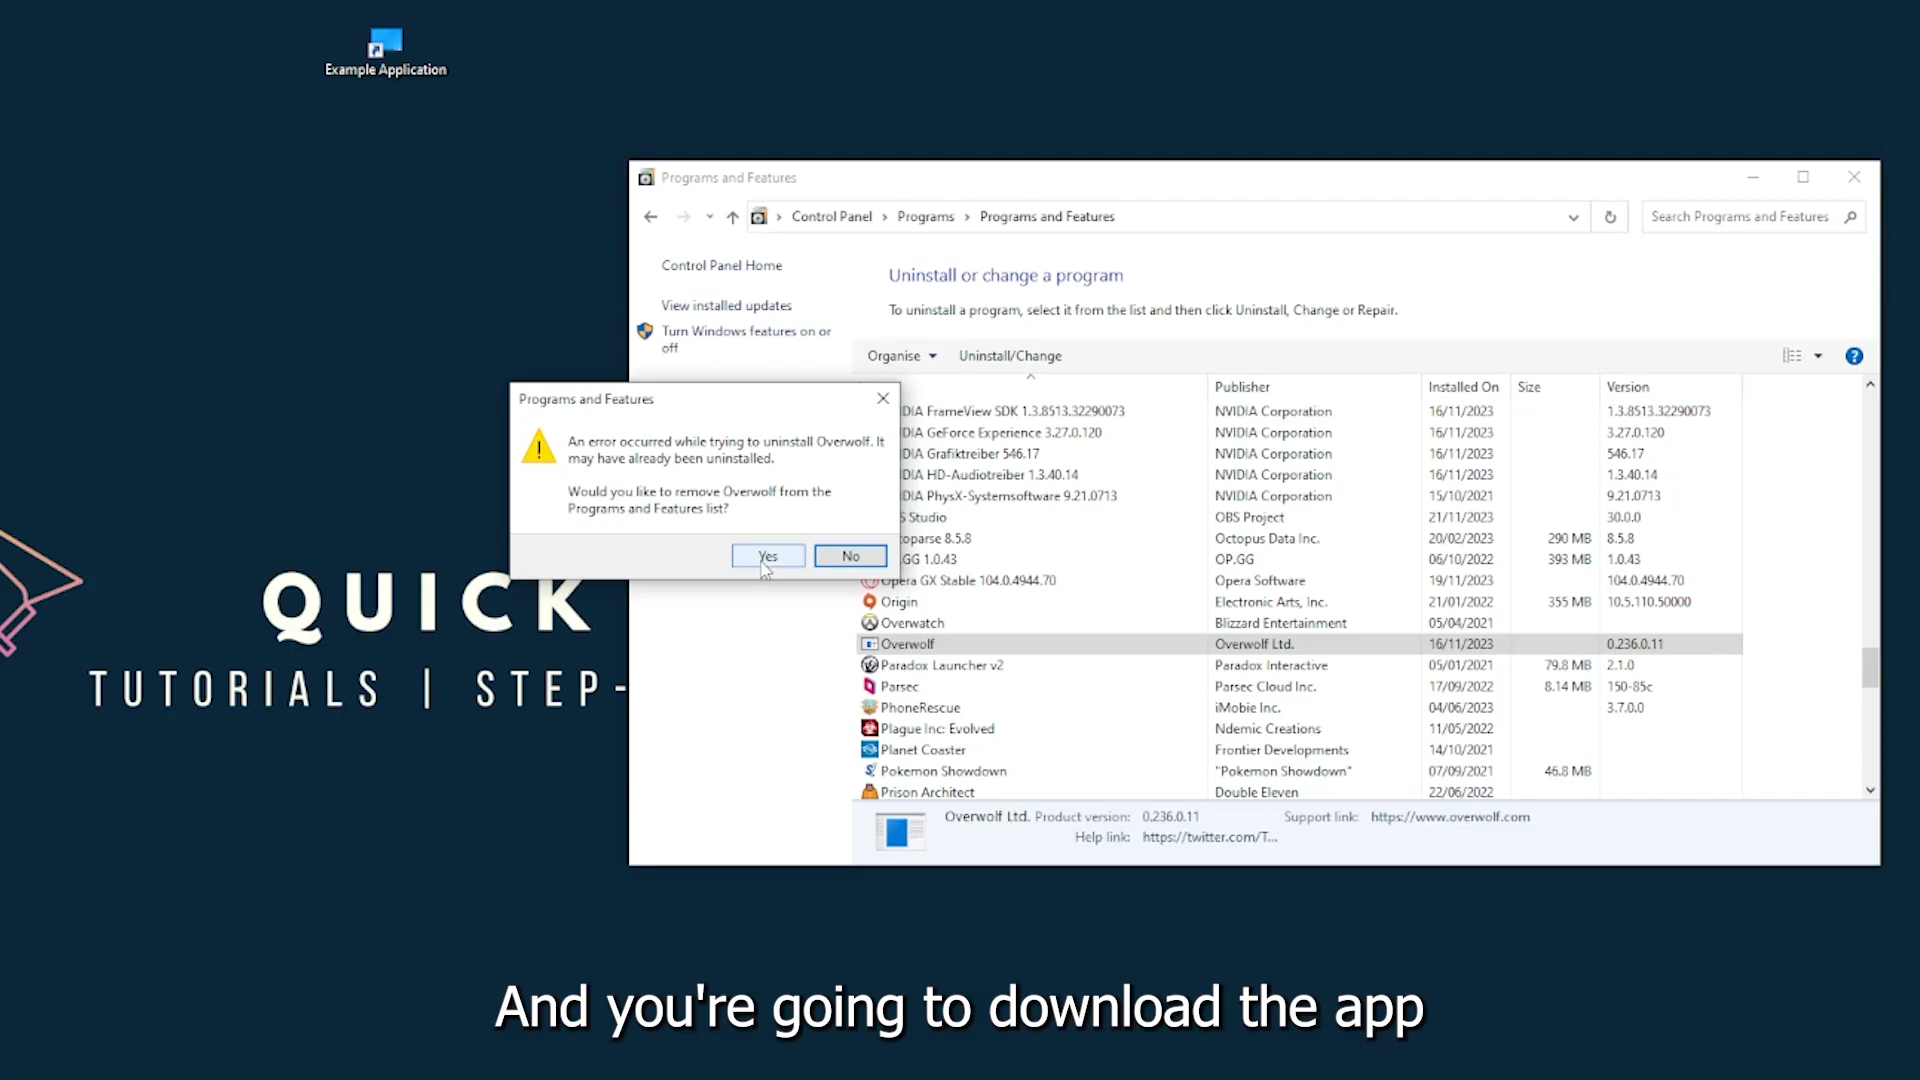 Example Application
Programs and Features
Control Panel > Programs > Programs and Features
Search Programs and Features
Control Panel Home
View installed updates
Turn Windows features on or
off
Uninstall or change a program
To uninstall a program, select it from the list and then click Uninstall, Change or Repair.
Organise Uninstall/Change
Publisher Installed On Size Version
DIA FrameView SDK 1.3.8513.32290073 NVIDIA Corporation 16/11/2023 1.3.8513.32290073
DIA GeForce Experience 3.27.0.120 NVIDIA Corporation 16/11/2023 3.27.0.120
DIA Grafiktreiber 546.17 NVIDIA Corporation 16/11/2023 546.17
DIA HD-Audiotreiber 1.3.40.14 NVIDIA Corporation 16/11/2023 1.3.40.14
DIA PhysX-Systemsoftware 9.21.0713 NVIDIA Corporation 15/10/2021 9.21.0713
S Studio OBS Project 21/11/2023 30.0.0
oparse 8.5.8 Octopus Data Inc. 20/02/2023 290 MB 8.5.8
.GG 1.0.43 OP.GG 06/10/2022 393 MB 1.0.43
Opera GX Stable 104.0.4944.70 Opera Software 19/11/2023 104.0.4944.70
Origin Electronic Arts, Inc. 21/01/2022 355 MB 10.5.110.50000
Overwatch Blizzard Entertainment 05/04/2021
Overwolf Overwolf Ltd. 16/11/2023 0.236.0.11
Paradox Launcher v2 Paradox Interactive 05/01/2021 79.8 MB 2.1.0
Parsec Parsec Cloud Inc. 17/09/2022 8.14 MB 150-85c
PhoneRescue iMobie Inc. 04/06/2023 3.7.0.0
Plague Inc: Evolved Ndemic Creations 11/05/2022
Planet Coaster Frontier Developments 14/10/2021
Pokemon Showdown "Pokemon Showdown" 07/09/2021 46.8 MB
Prison Architect Double Eleven 22/06/2022
Overwolf Ltd. Product version: 0.236.0.11 Support link: https://www.overwolf.com
Help link: https://twitter.com/T...
Programs and Features
An error occurred while trying to uninstall Overwolf. It
may have already been uninstalled.
Would you like to remove Overwolf from the
Programs and Features list?
Yes No
QUICK
TUTORIALS | STEP-
And you're going to download the app